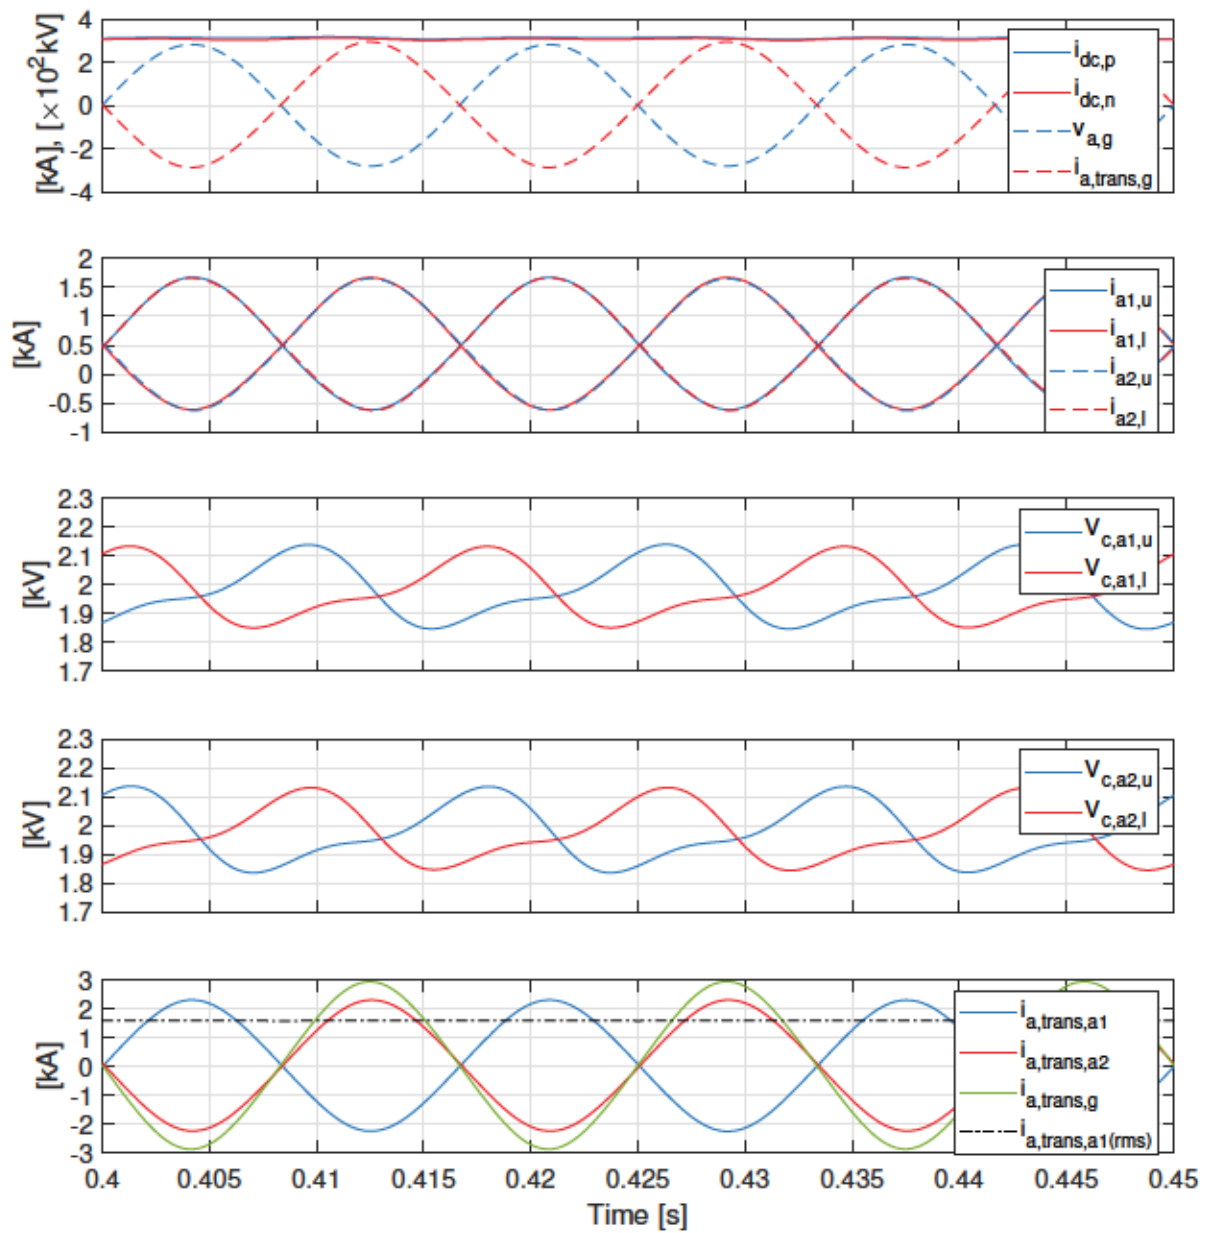 [kA], [×10²kV]
4
2
0
-2
-4
i_dc,p
i_dc,n
v_a,g
i_a,trans,g
[kA]
2
1.5
1
0.5
0
-0.5
-1
i_a1,u
i_a1,l
i_a2,u
i_a2,l
[kV]
2.3
2.2
2.1
2
1.9
1.8
1.7
V_c,a1,u
V_c,a1,l
[kV]
2.3
2.2
2.1
2
1.9
1.8
1.7
V_c,a2,u
V_c,a2,l
[kA]
3
2
1
0
-1
-2
-3
i_a,trans,a1
i_a,trans,a2
i_a,trans,g
i_a,trans,a1(rms)
0.4 0.405 0.41 0.415 0.42 0.425 0.43 0.435 0.44 0.445 0.45
Time [s]